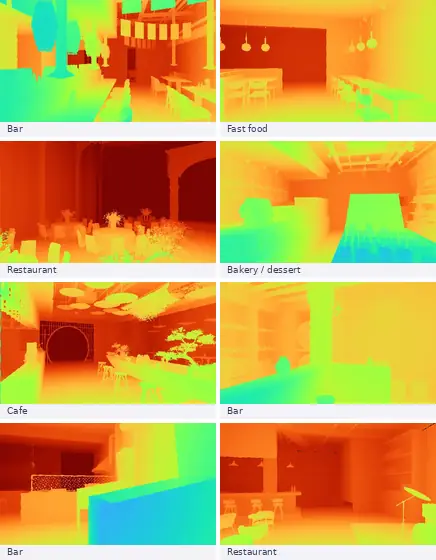 Bar
Fast food
Restaurant
Bakery / dessert
Cafe
Bar
Bar
Restaurant